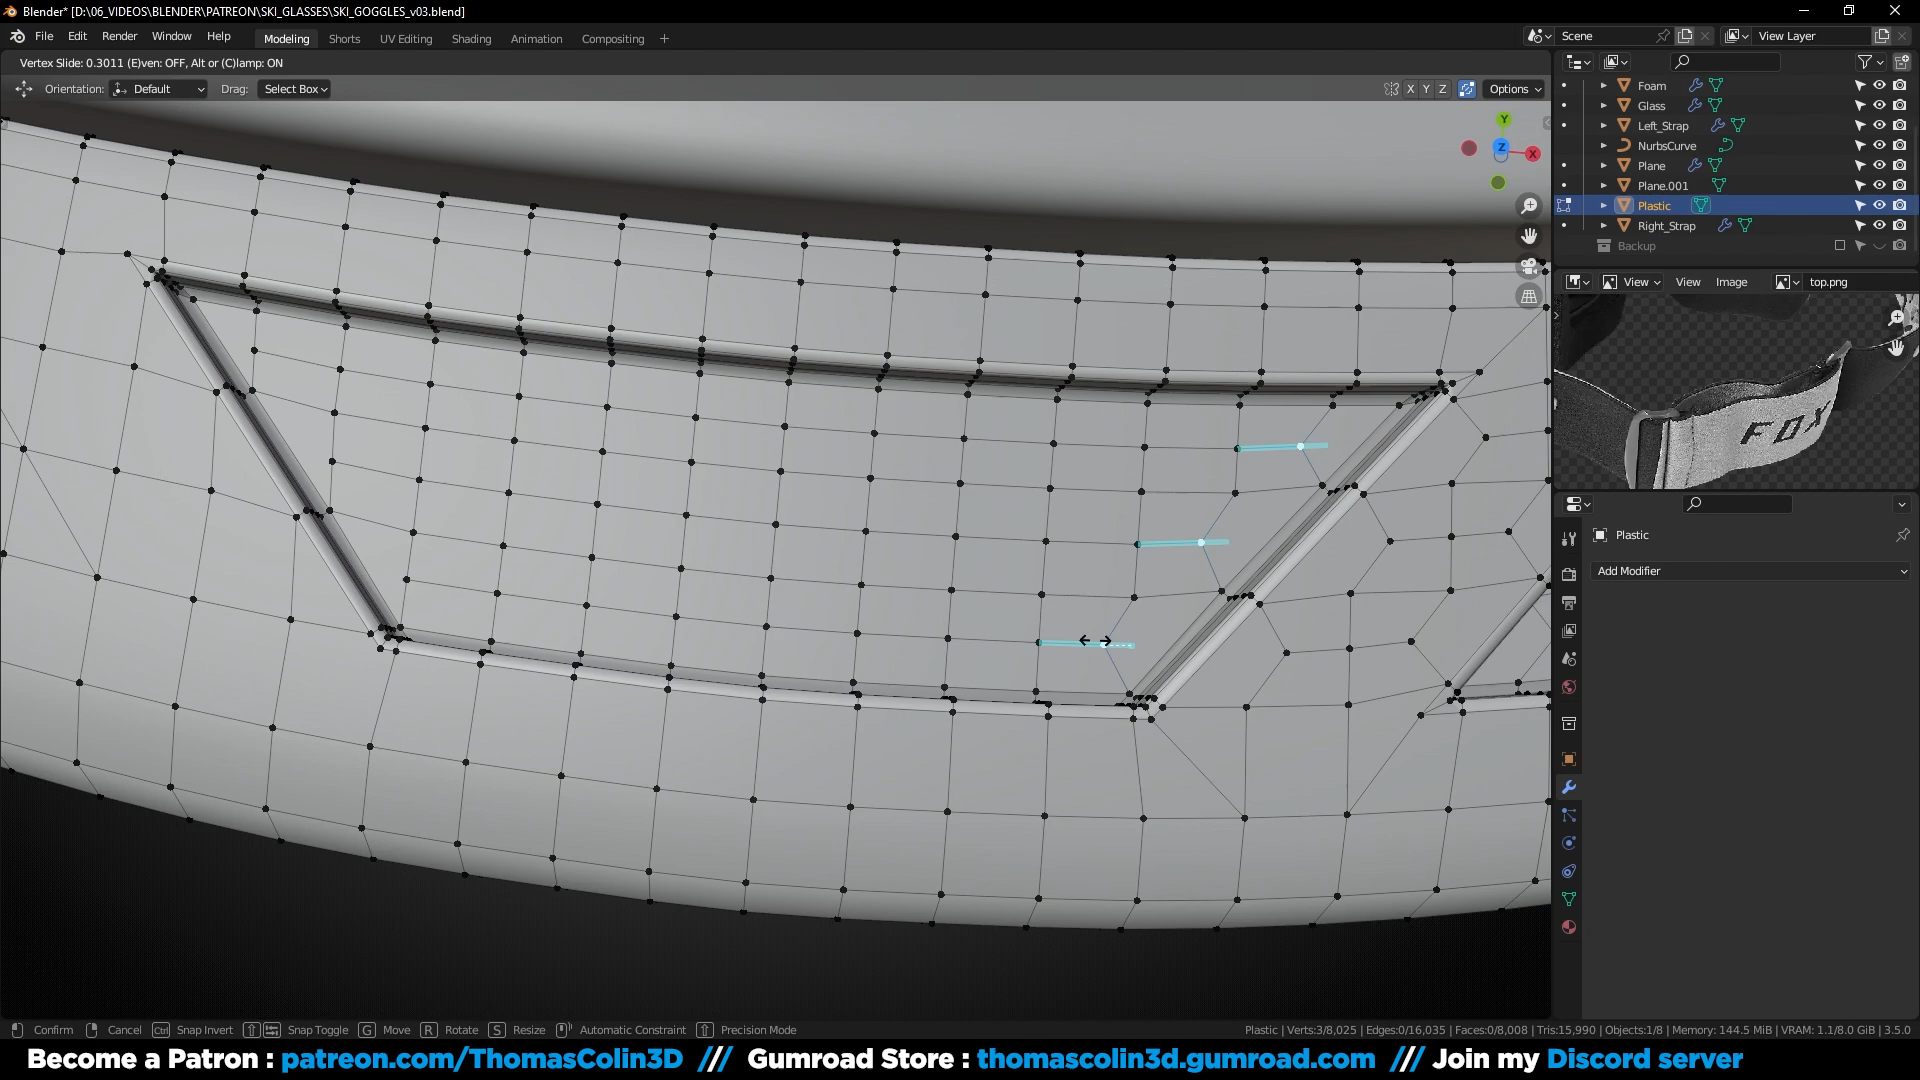 Blender* [D:\06_VIDEOS\BLENDER\PATREON\SKI_GLASSES\SKI_GOGGLES_v03.blend]
File Edit Render Window Help Modeling Shorts UV Editing Shading Animation Compositing + Scene View Layer
Vertex Slide: 0.3011 (E)ven: OFF, Alt or (C)lamp: ON
Orientation: Default Drag: Select Box X Y Z Options
Foam
Glass
Left_Strap
NurbsCurve
Plane
Plane.001
Plastic
Right_Strap
Backup
Y
Z X
View View Image top.png
FOX
Plastic
Add Modifier
Confirm Cancel Ctrl Snap Invert Snap Toggle G Move R Rotate S Resize Automatic Constraint Precision Mode Plastic | Verts:3/8,025 | Edges:0/16,035 | Faces:0/8,008 | Tris:15,990 | Objects:1/8 | Memory: 144.5 MiB | VRAM: 1.1/8.0 GiB | 3.5.0
Become a Patron : patreon.com/ThomasColin3D /// Gumroad Store : thomascolin3d.gumroad.com /// Join my Discord server